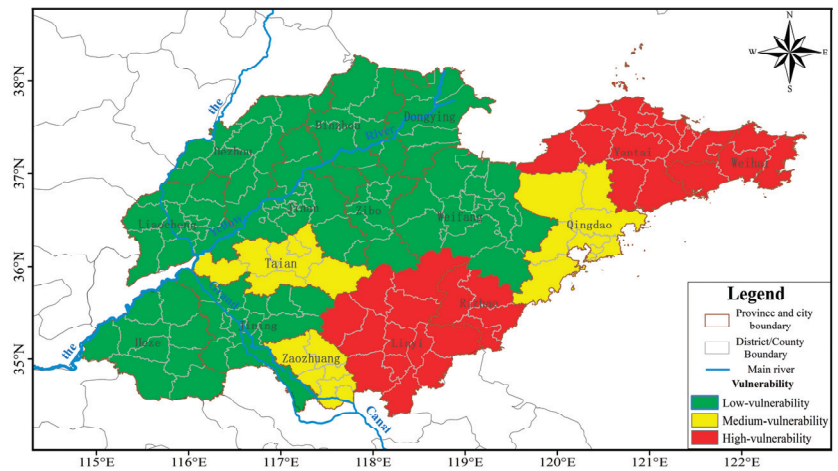 N
W
E
S
38°N
37°N
36°N
35°N
the
Binzhou
Dongying
River
Yantai
Weihai
Liaocheng
Jinan
Zibo
Weifang
Qingdao
Taian
Jining
Heze
Linyi
Zaozhuang
the
Canal
Legend
Province and city
boundary
District/County
Boundary
Main river
Vulnerability
Low-vulnerability
Medium-vulnerability
High-vulnerability
115°E
116°E
117°E
118°E
119°E
120°E
121°E
122°E